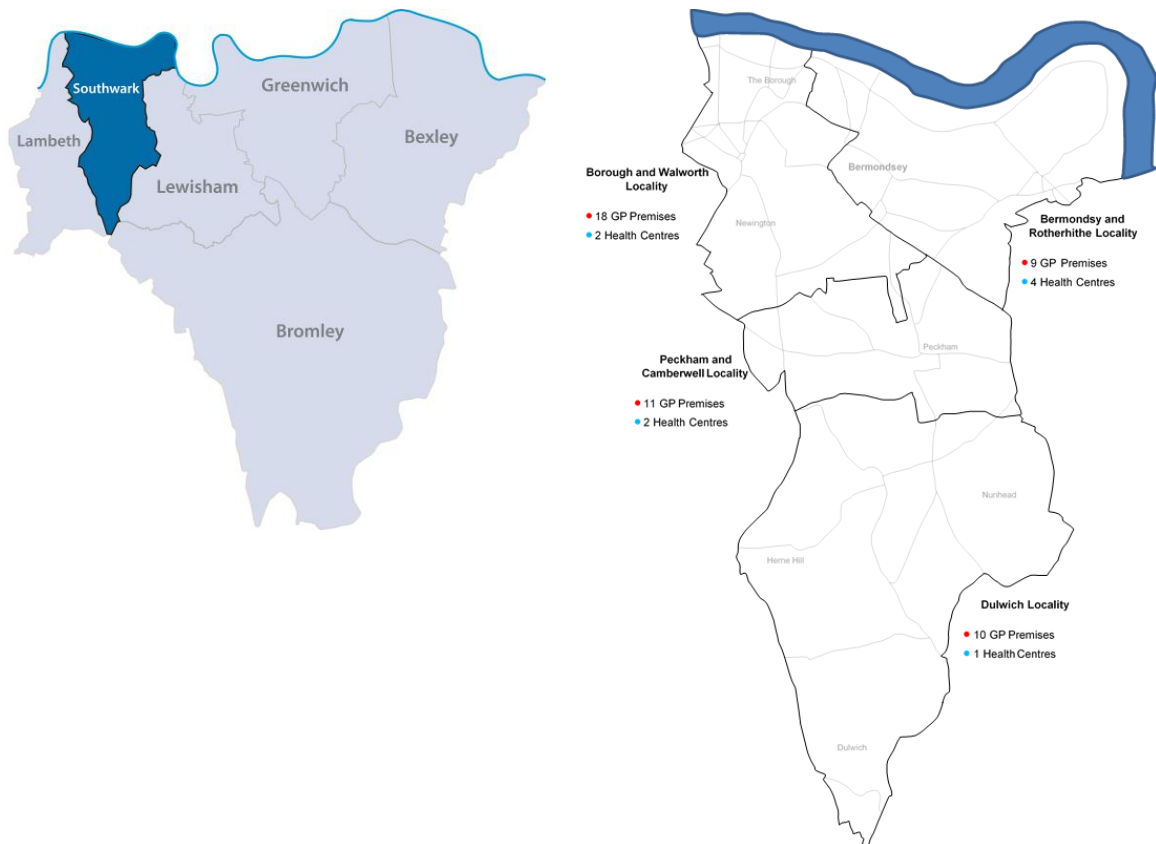 Southwark
Greenwich
Lambeth
Bexley
Lewisham
Bromley
The Borough
Bermondsey
Borough and Walworth
Locality
18 GP Premises
2 Health Centres
Newington
Bermondsy and
Rotherhithe Locality
9 GP Premises
4 Health Centres
Peckham
Peckham and
Camberwell Locality
11 GP Premises
2 Health Centres
Nunhead
Herne Hill
Dulwich Locality
10 GP Premises
1 Health Centres
Dulwich